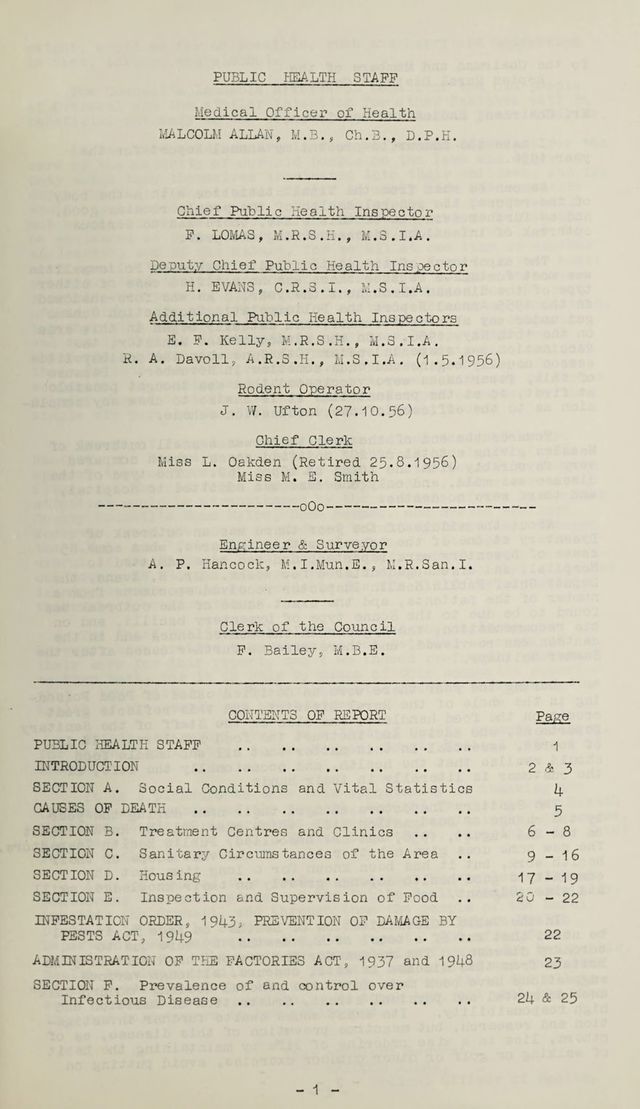 PUBLIC HEALTH STAFF
Medical Officer of Health
MALCOLM ALLAN, M.B., Ch.B., D.P.H.
Chief Public Health Inspector
F. LOMAS, M.R.S.H., M.S.I.A.
Deputy Chief Public Health Inspector
H. EVANS, C.R.S.I., M.S.I.A.
Additional Public Health Inspectors
E. F. Kelly, M.R.S.H., M.S.I.A.
R. A. Davoll, A.R.S.H., M.S.I.A. (1.5.1956)
Rodent Operator
J. W. Ufton (27.10.56)
Chief Clerk
Miss L. Oakden (Retired 25.8.1956)
Miss M. E. Smith
------------------------oOo-------------------------
Engineer & Surveyor
A. P. Hancock, M.I.Mun.E., M.R.San.I.
Clerk of the Council
F. Bailey, M.B.E.
CONTENTS OF REPORT Page
PUBLIC HEALTH STAFF .. .. .. .. .. .. 1
INTRODUCTION .. .. .. .. .. .. .. 2 & 3
SECTION A. Social Conditions and Vital Statistics 4
CAUSES OF DEATH .. .. .. .. .. .. .. 5
SECTION B. Treatment Centres and Clinics .. .. 6 - 8
SECTION C. Sanitary Circumstances of the Area .. 9 - 16
SECTION D. Housing .. .. .. .. .. .. 17 - 19
SECTION E. Inspection and Supervision of Food .. 20 - 22
INFESTATION ORDER, 1943, PREVENTION OF DAMAGE BY
PESTS ACT, 1949 .. .. .. .. .. .. 22
ADMINISTRATION OF THE FACTORIES ACT, 1937 and 1948 23
SECTION F. Prevalence of and control over
Infectious Disease .. .. .. .. .. .. 24 & 25
- 1 -